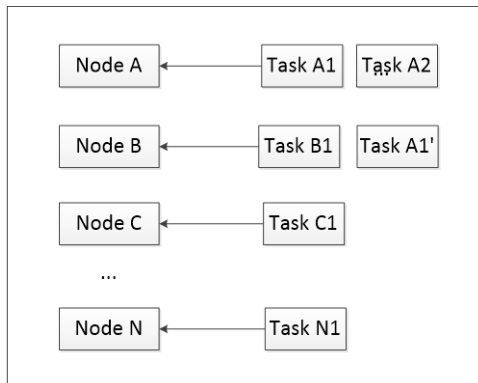 Node A Task A1 Task A2
...
Node B Task B1 Task A1'
Node C Task C1
...
Node N Task N1